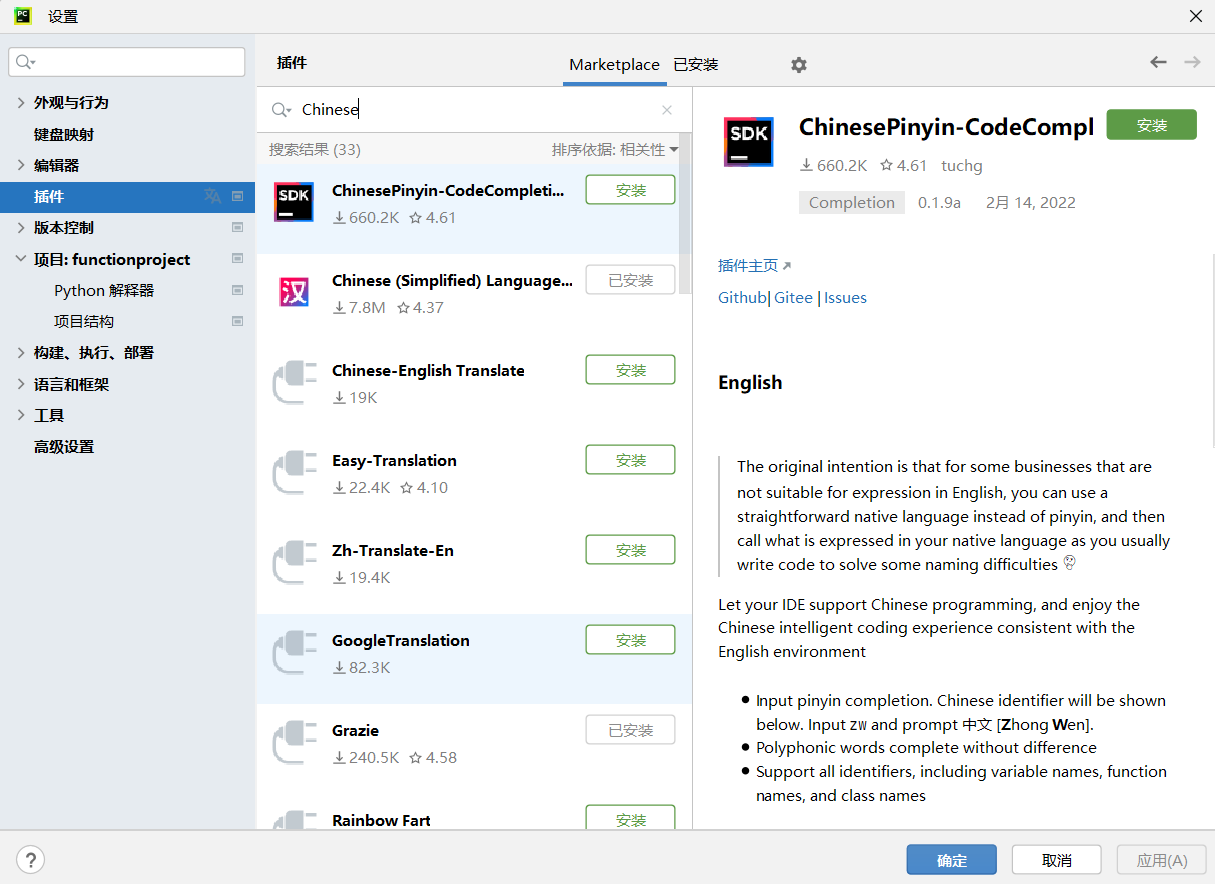 设置
插件
Marketplace 已安装
外观与行为
键盘映射
编辑器
插件
版本控制
项目: functionproject
Python 解释器
项目结构
构建、执行、部署
语言和框架
工具
高级设置
Chinese
搜索结果 (33) 排序依据: 相关性
ChinesePinyin-CodeCompleti... 安装
660.2K 4.61
Chinese (Simplified) Language... 已安装
7.8M 4.37
Chinese-English Translate 安装
19K
Easy-Translation 安装
22.4K 4.10
Zh-Translate-En 安装
19.4K
GoogleTranslation 安装
82.3K
Grazie 已安装
240.5K 4.58
Rainbow Fart 安装
SDK
汉
SDK
ChinesePinyin-CodeCompl 安装
660.2K 4.61 tuchg
Completion 0.1.9a 2月 14, 2022
插件主页
Github| Gitee | Issues
English
The original intention is that for some businesses that are
not suitable for expression in English, you can use a
straightforward native language instead of pinyin, and then
call what is expressed in your native language as you usually
write code to solve some naming difficulties
Let your IDE support Chinese programming, and enjoy the
Chinese intelligent coding experience consistent with the
English environment
Input pinyin completion. Chinese identifier will be shown
below. Input ZW and prompt 中文 [Zhong Wen].
Polyphonic words complete without difference
Support all identifiers, including variable names, function
names, and class names
?
确定 取消 应用(A)